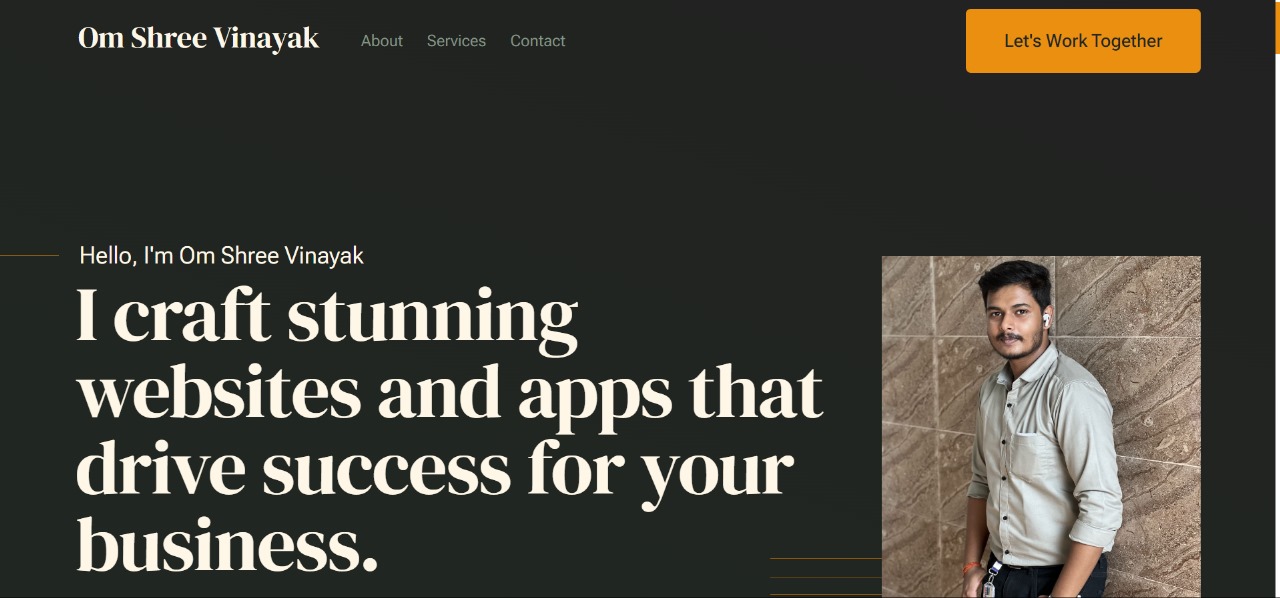 Om Shree Vinayak
About
Services
Contact
Let's Work Together
Hello, I'm Om Shree Vinayak
I craft stunning
websites and apps that
drive success for your
business.